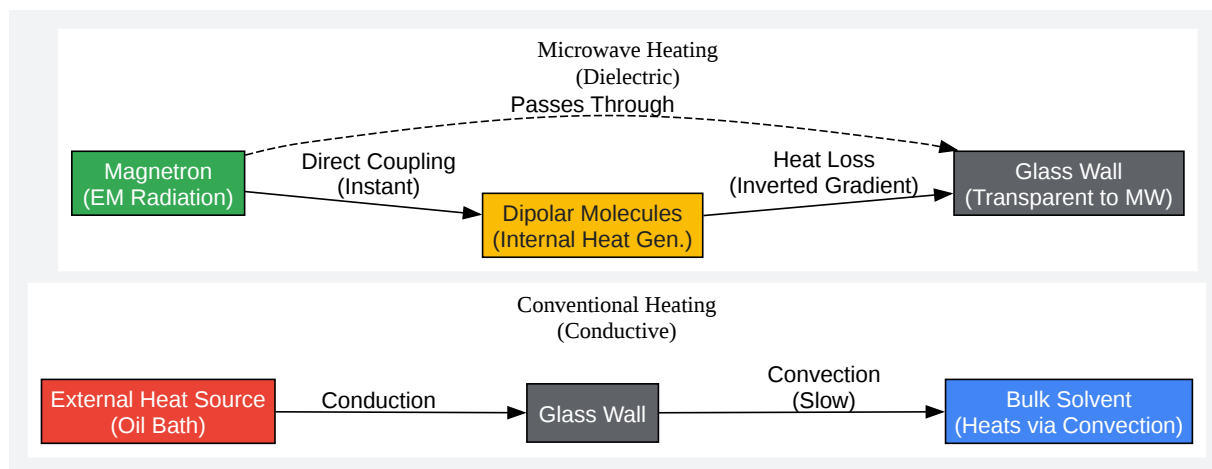 Microwave Heating
(Dielectric)
Passes Through
Magnetron
(EM Radiation)
Direct Coupling
(Instant)
Dipolar Molecules
(Internal Heat Gen.)
Heat Loss
(Inverted Gradient)
Glass Wall
(Transparent to MW)
Conventional Heating
(Conductive)
External Heat Source
(Oil Bath)
Conduction
Glass Wall
Convection
(Slow)
Bulk Solvent
(Heats via Convection)